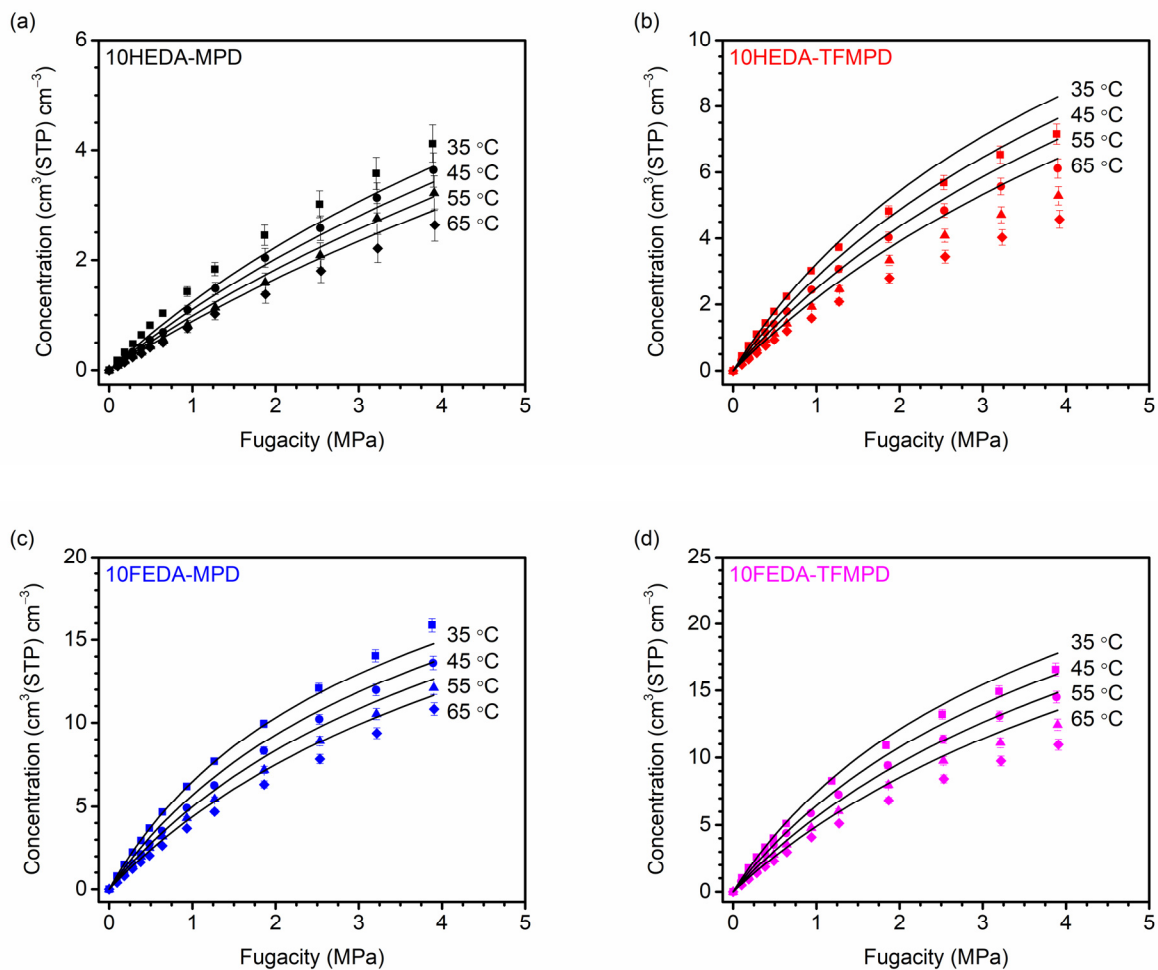 (a)
10HEDA-MPD
6
4
2
0
Concentration (cm³(STP) cm⁻³)
35 °C
45 °C
55 °C
65 °C
0 1 2 3 4 5
Fugacity (MPa)
(b)
10HEDA-TFMPD
10
8
6
4
2
0
Concentration (cm³(STP) cm⁻³)
35 °C
45 °C
55 °C
65 °C
0 1 2 3 4 5
Fugacity (MPa)
(c)
10FEDA-MPD
20
15
10
5
0
Concentration (cm³(STP) cm⁻³)
35 °C
45 °C
55 °C
65 °C
0 1 2 3 4 5
Fugacity (MPa)
(d)
10FEDA-TFMPD
25
20
15
10
5
0
Concentration (cm³(STP) cm⁻³)
35 °C
45 °C
55 °C
65 °C
0 1 2 3 4 5
Fugacity (MPa)